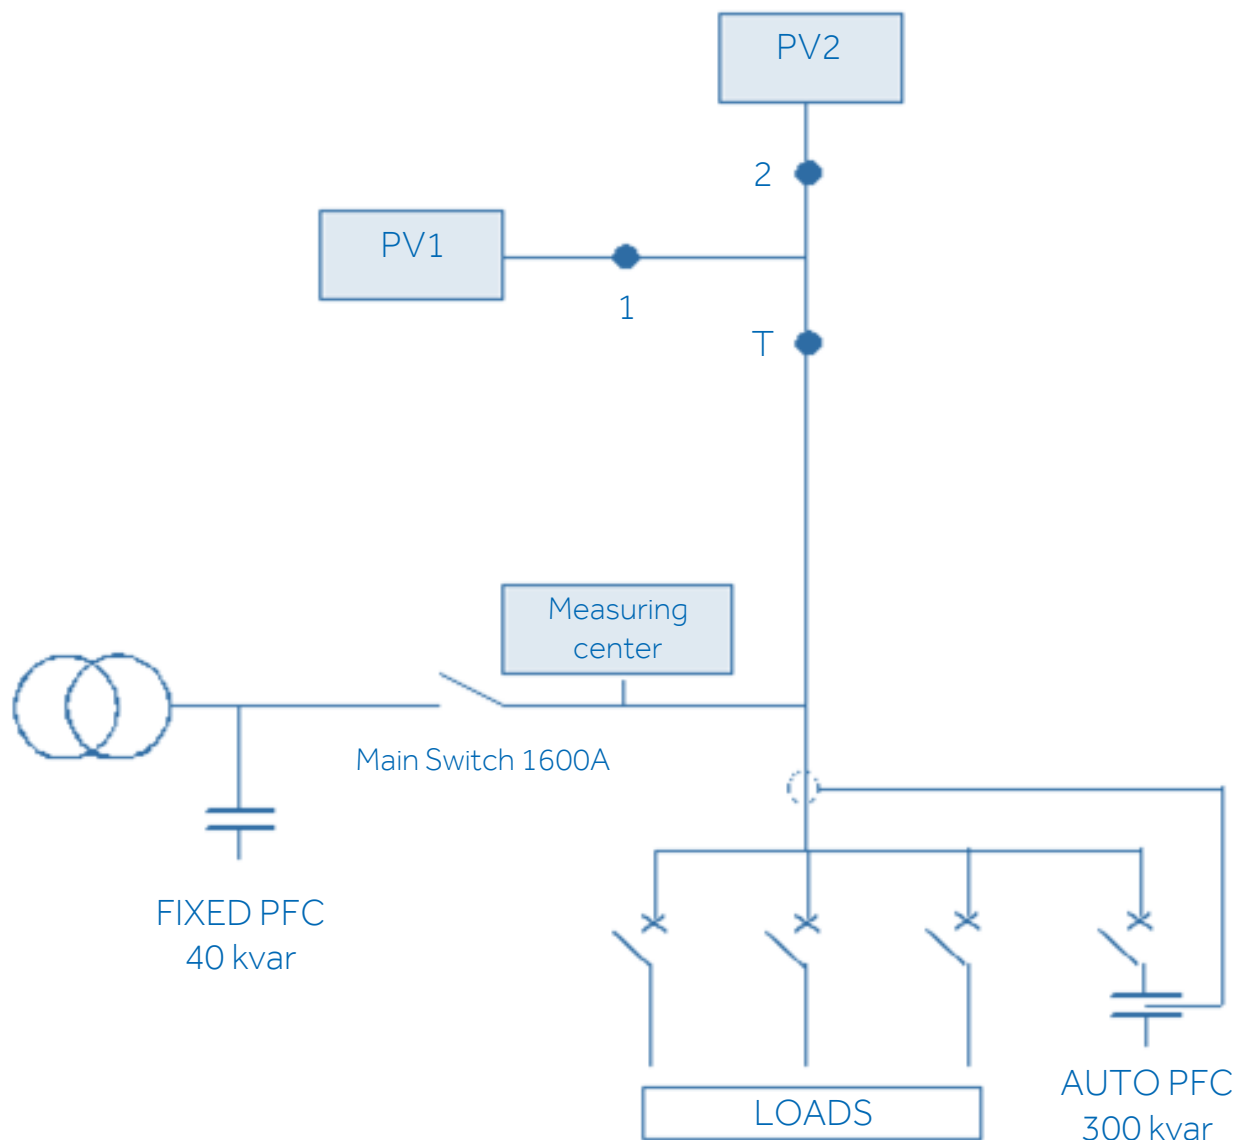 PV2
2
PV1
1
T
Measuring
center
Main Switch 1600A
FIXED PFC
40 kvar
LOADS
AUTO PFC
300 kvar